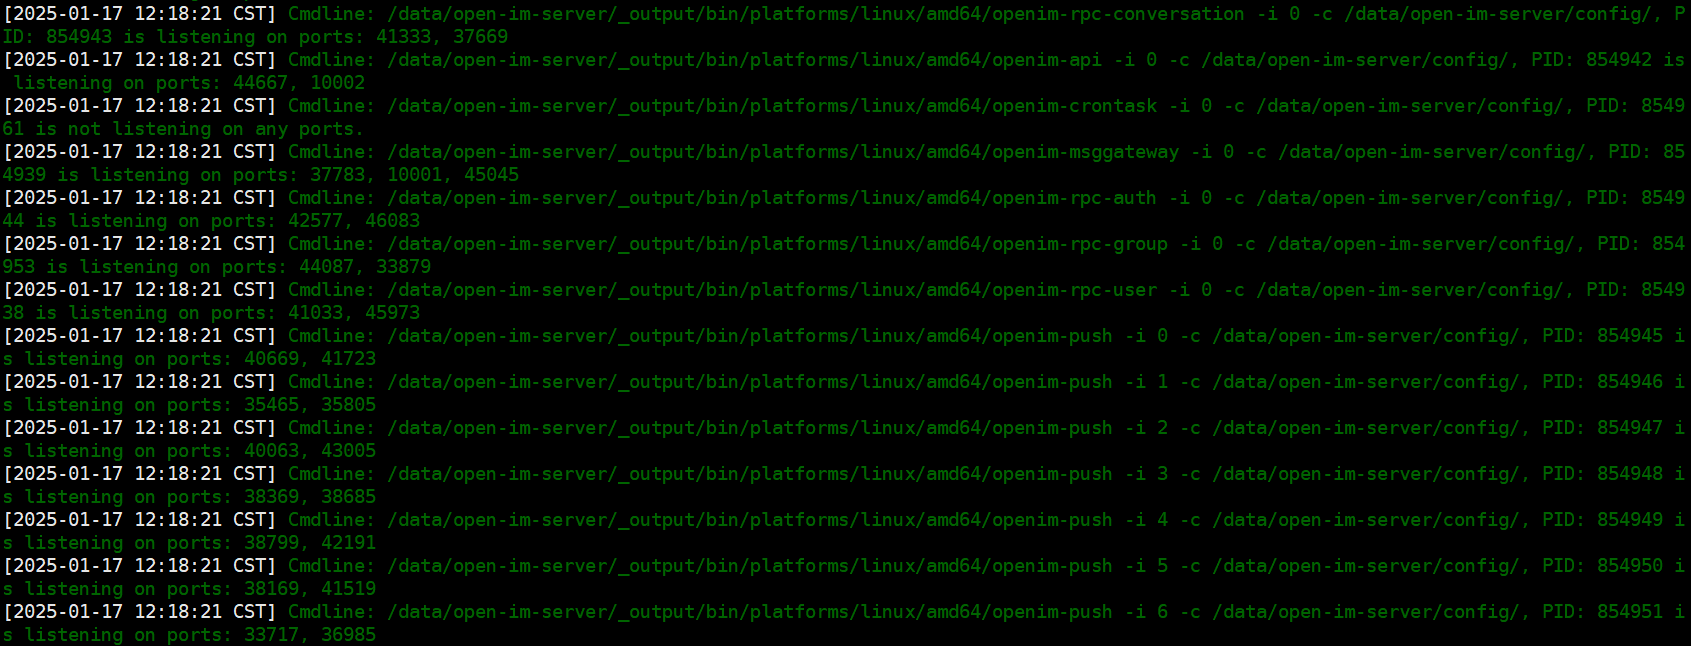 [2025-01-17 12:18:21 CST] Cmdline: /data/open-im-server/_output/bin/platforms/linux/amd64/openim-rpc-conversation -i 0 -c /data/open-im-server/config/, P
ID: 854943 is listening on ports: 41333, 37669
[2025-01-17 12:18:21 CST] Cmdline: /data/open-im-server/_output/bin/platforms/linux/amd64/openim-api -i 0 -c /data/open-im-server/config/, PID: 854942 is
 listening on ports: 44667, 10002
[2025-01-17 12:18:21 CST] Cmdline: /data/open-im-server/_output/bin/platforms/linux/amd64/openim-crontask -i 0 -c /data/open-im-server/config/, PID: 8549
61 is not listening on any ports.
[2025-01-17 12:18:21 CST] Cmdline: /data/open-im-server/_output/bin/platforms/linux/amd64/openim-msggateway -i 0 -c /data/open-im-server/config/, PID: 85
4939 is listening on ports: 37783, 10001, 45045
[2025-01-17 12:18:21 CST] Cmdline: /data/open-im-server/_output/bin/platforms/linux/amd64/openim-rpc-auth -i 0 -c /data/open-im-server/config/, PID: 8549
44 is listening on ports: 42577, 46083
[2025-01-17 12:18:21 CST] Cmdline: /data/open-im-server/_output/bin/platforms/linux/amd64/openim-rpc-group -i 0 -c /data/open-im-server/config/, PID: 854
953 is listening on ports: 44087, 33879
[2025-01-17 12:18:21 CST] Cmdline: /data/open-im-server/_output/bin/platforms/linux/amd64/openim-rpc-user -i 0 -c /data/open-im-server/config/, PID: 8549
38 is listening on ports: 41033, 45973
[2025-01-17 12:18:21 CST] Cmdline: /data/open-im-server/_output/bin/platforms/linux/amd64/openim-push -i 0 -c /data/open-im-server/config/, PID: 854945 i
s listening on ports: 40669, 41723
[2025-01-17 12:18:21 CST] Cmdline: /data/open-im-server/_output/bin/platforms/linux/amd64/openim-push -i 1 -c /data/open-im-server/config/, PID: 854946 i
s listening on ports: 35465, 35805
[2025-01-17 12:18:21 CST] Cmdline: /data/open-im-server/_output/bin/platforms/linux/amd64/openim-push -i 2 -c /data/open-im-server/config/, PID: 854947 i
s listening on ports: 40063, 43005
[2025-01-17 12:18:21 CST] Cmdline: /data/open-im-server/_output/bin/platforms/linux/amd64/openim-push -i 3 -c /data/open-im-server/config/, PID: 854948 i
s listening on ports: 38369, 38685
[2025-01-17 12:18:21 CST] Cmdline: /data/open-im-server/_output/bin/platforms/linux/amd64/openim-push -i 4 -c /data/open-im-server/config/, PID: 854949 i
s listening on ports: 38799, 42191
[2025-01-17 12:18:21 CST] Cmdline: /data/open-im-server/_output/bin/platforms/linux/amd64/openim-push -i 5 -c /data/open-im-server/config/, PID: 854950 i
s listening on ports: 38169, 41519
[2025-01-17 12:18:21 CST] Cmdline: /data/open-im-server/_output/bin/platforms/linux/amd64/openim-push -i 6 -c /data/open-im-server/config/, PID: 854951 i
s listening on ports: 33717, 36985